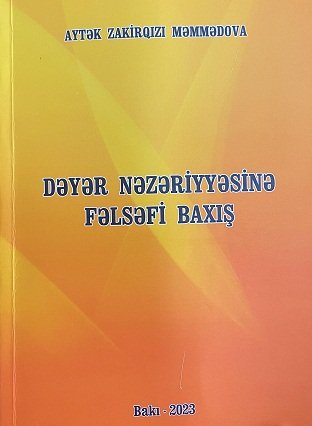 AYTƏK ZAKİRQIZI MƏMMƏDOVA
DƏYƏR NƏZƏRİYYƏSİNƏ
FƏLSƏFİ BAXIŞ
Bakı - 2023